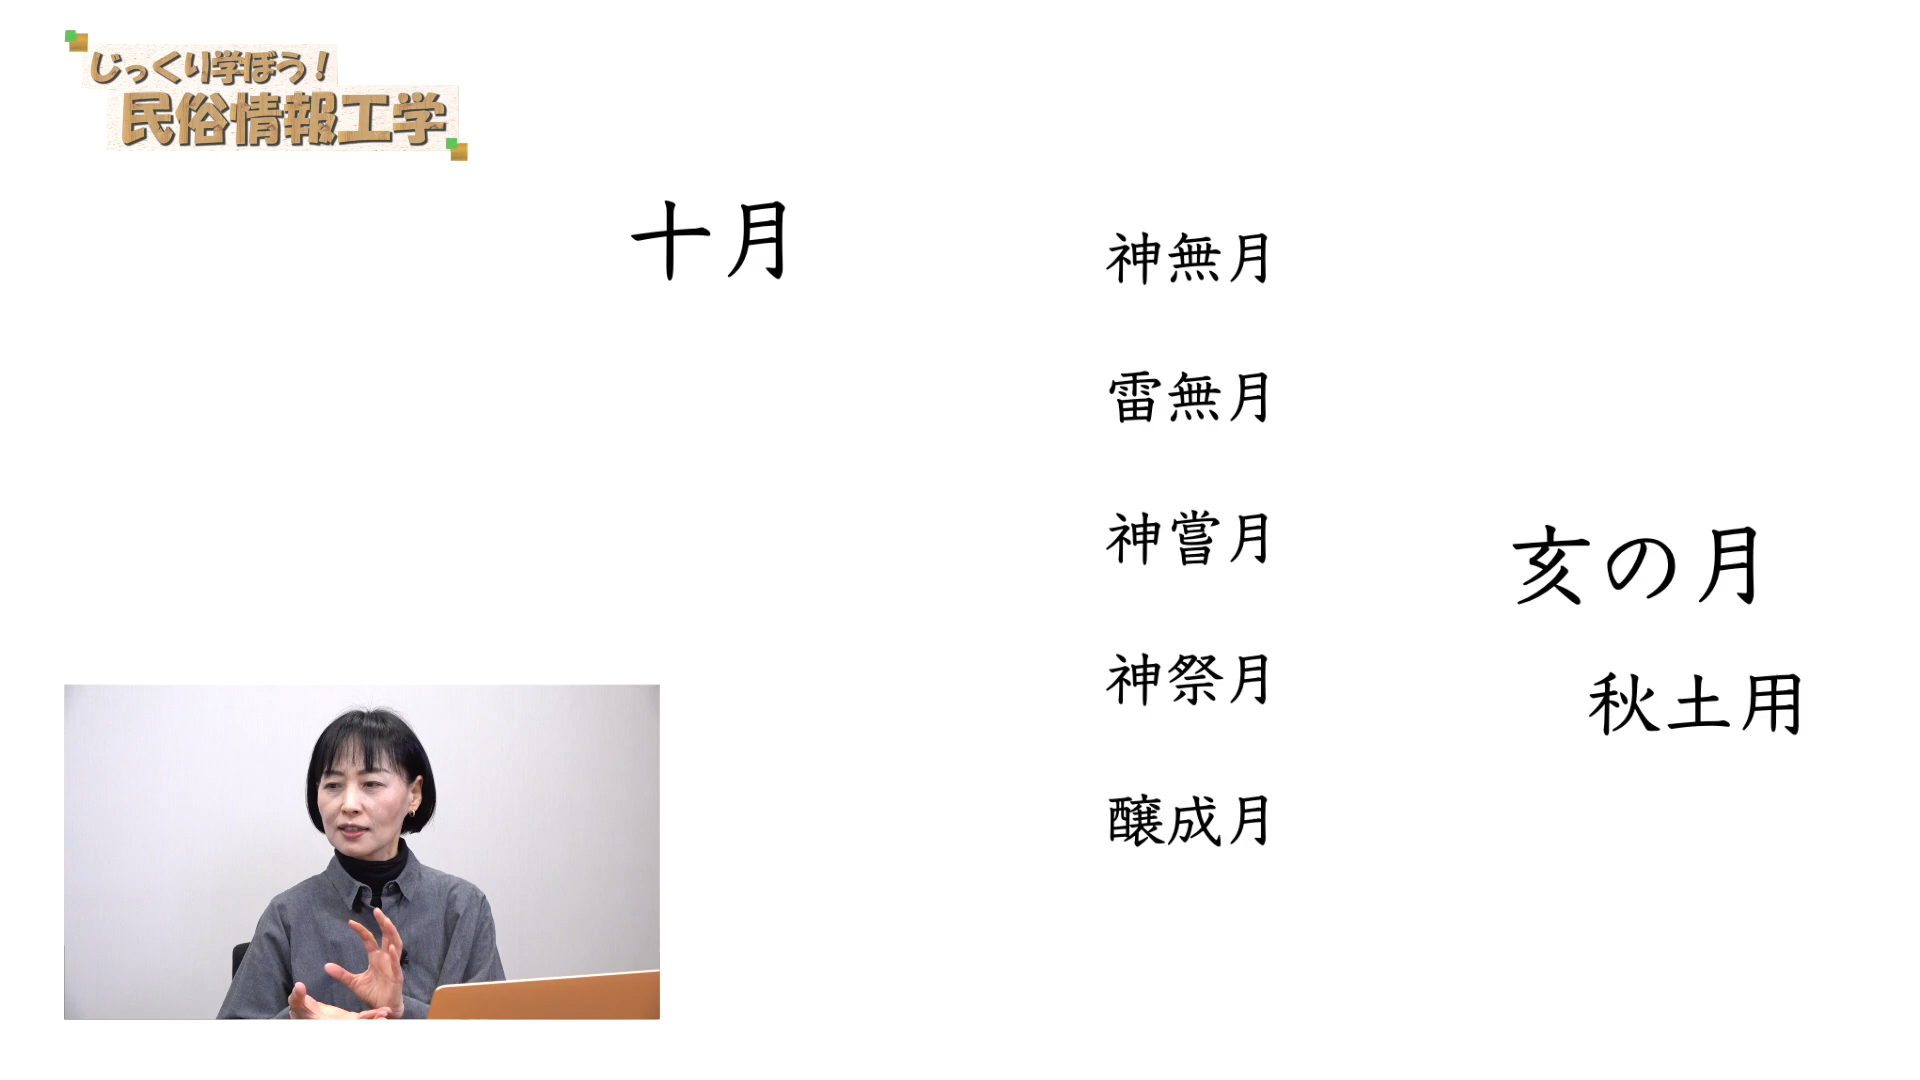 じっくり学ぼう！
民俗情報工学
十月
神無月
雷無月
神嘗月
神祭月
醸成月
亥の月
秋土用